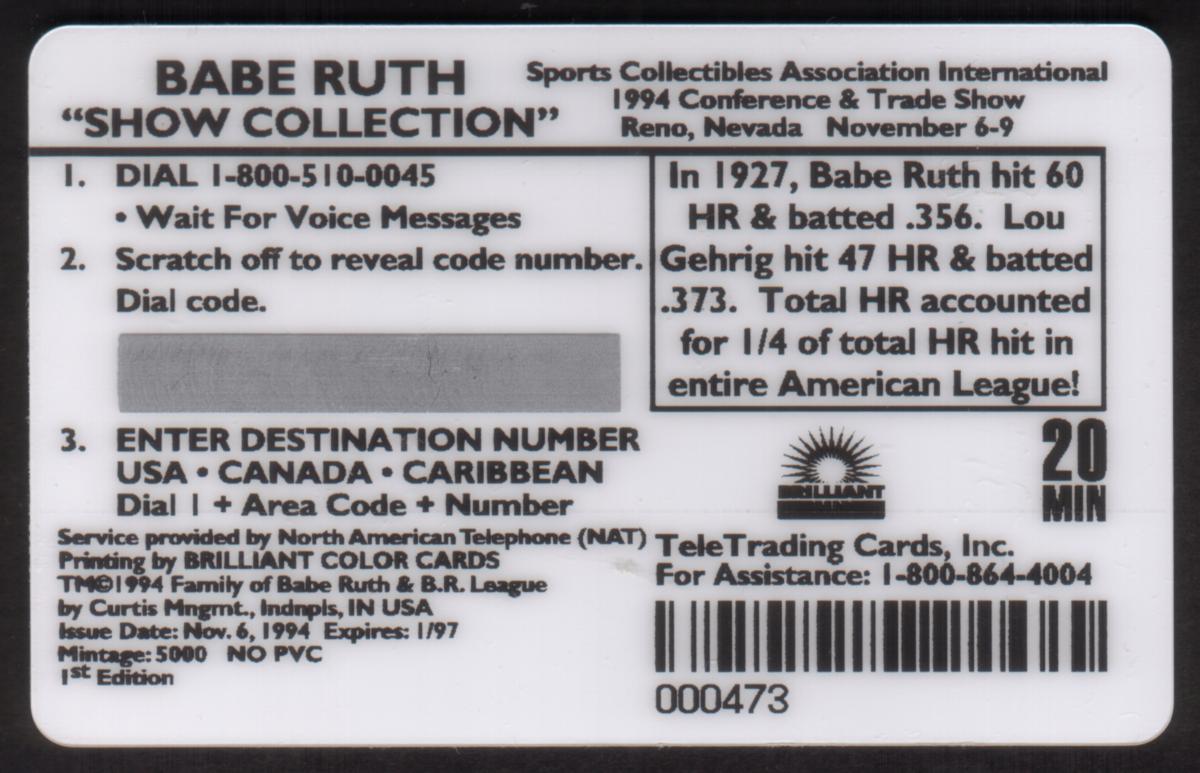 BABE RUTH
“SHOW COLLECTION”
Sports Collectibles Association International
1994 Conference & Trade Show
Reno, Nevada November 6-9
1. DIAL 1-800-510-0045
• Wait For Voice Messages
2. Scratch off to reveal code number.
Dial code.
In 1927, Babe Ruth hit 60
HR & batted .356. Lou
Gehrig hit 47 HR & batted
.373. Total HR accounted
for 1/4 of total HR hit in
entire American League!
3. ENTER DESTINATION NUMBER
USA • CANADA • CARIBBEAN
Dial 1 + Area Code + Number
BRILLIANT
20
MIN
Service provided by North American Telephone (NAT)
Printing by BRILLIANT COLOR CARDS
TM©1994 Family of Babe Ruth & B.R. League
by Curtis Mngmt., Indnpls, IN USA
Issue Date: Nov. 6, 1994 Expires: 1/97
Mintage: 5000 NO PVC
1st Edition
TeleTrading Cards, Inc.
For Assistance: 1-800-864-4004
000473